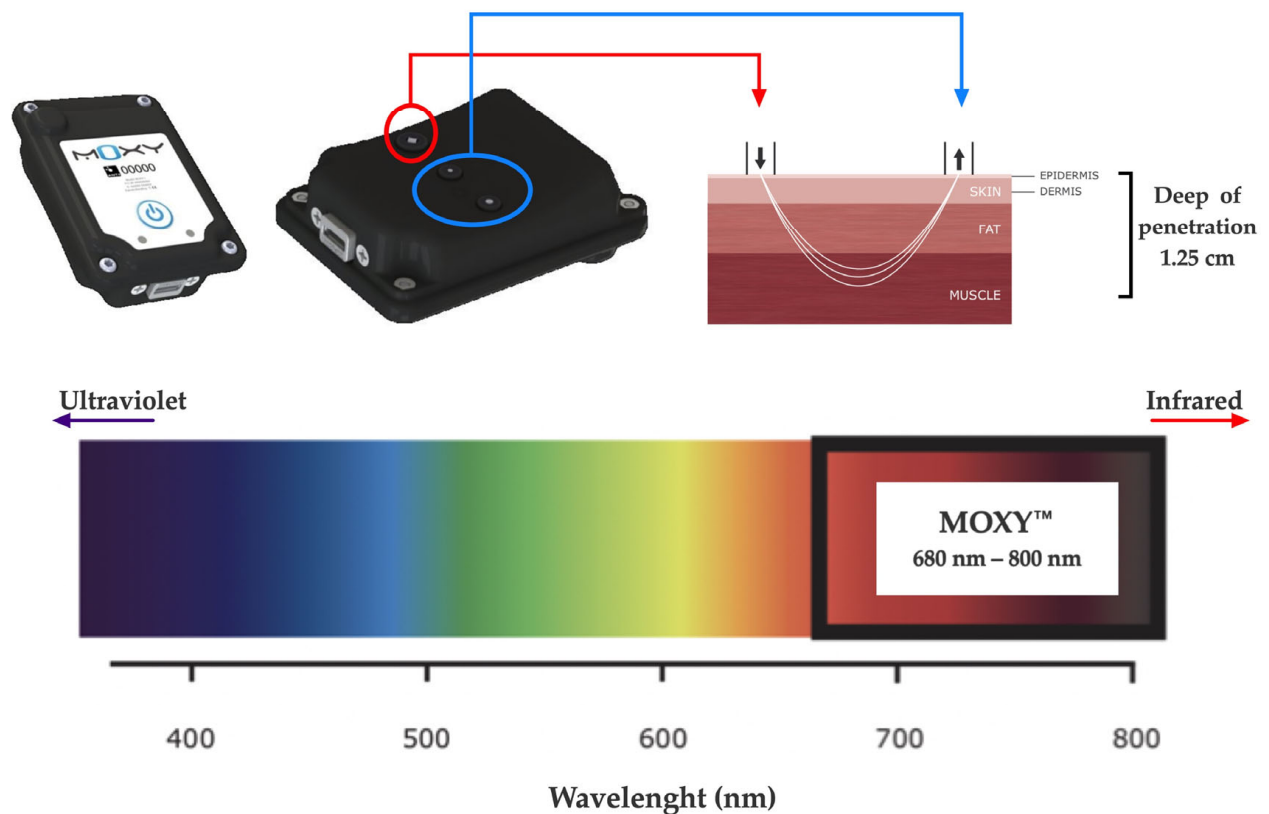 MOXY
00000
EPIDERMIS
SKIN
DERMIS
FAT
MUSCLE
Deep of
penetration
1.25 cm
Ultraviolet
Infrared
MOXY™
680 nm – 800 nm
400
500
600
700
800
Wavelenght (nm)